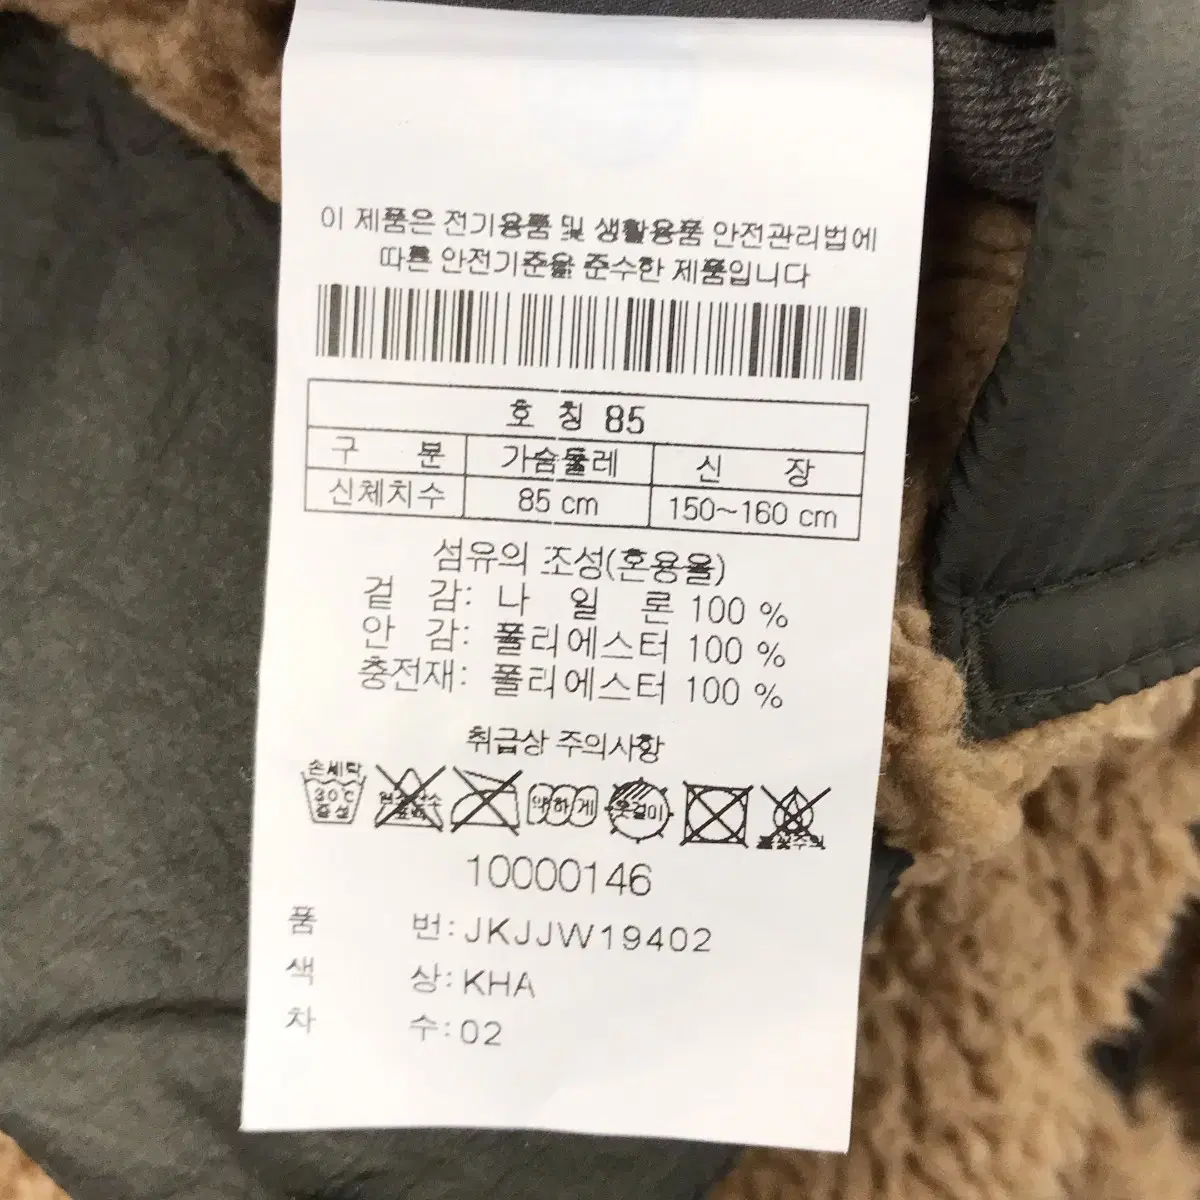 이 제품은 전기용품 및 생활용품 안전관리법에
따른 안전기준을 준수한 제품입니다
호 칭 85
구 분 가슴둘레 신 장
신체치수 85 cm 150~160 cm
섬유의 조성(혼용율)
겉 감: 나 일 론 100 %
안 감: 폴리에스터 100 %
충전재: 폴리에스터 100 %
취급상 주의사항
손세탁
30℃
중성
약하게
옷걸이
10000146
품 번: JKJJW19402
색 상: KHA
차 수: 02